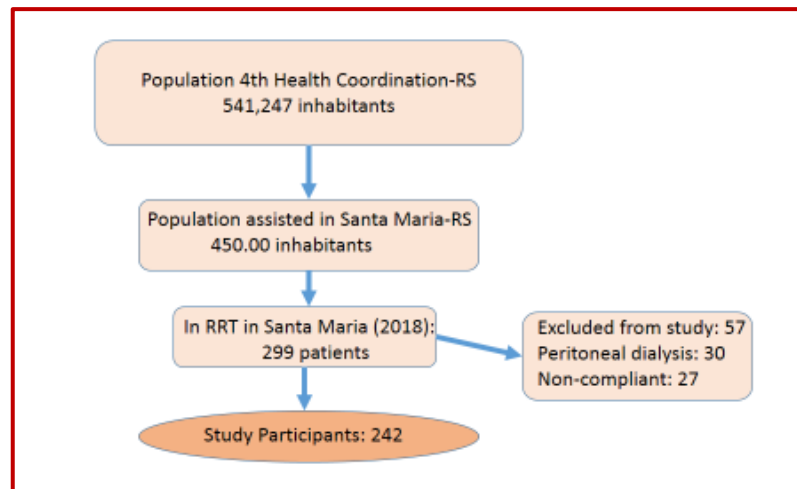 Population 4th Health Coordination-RS
541,247 inhabitants
Population assisted in Santa Maria-RS
450.00 inhabitants
In RRT in Santa Maria (2018):
299 patients
Excluded from study: 57
Peritoneal dialysis: 30
Non-compliant: 27
Study Participants: 242